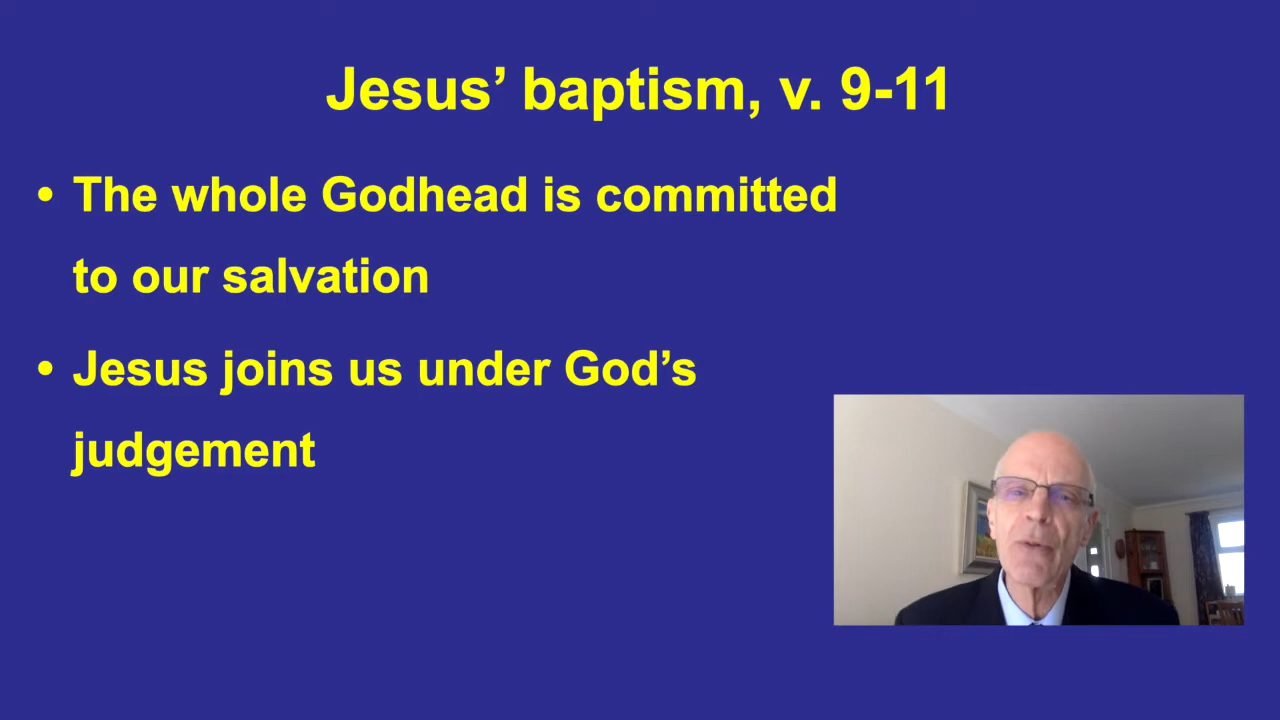 Jesus’ baptism, v. 9-11
• The whole Godhead is committed
to our salvation
• Jesus joins us under God’s
judgement